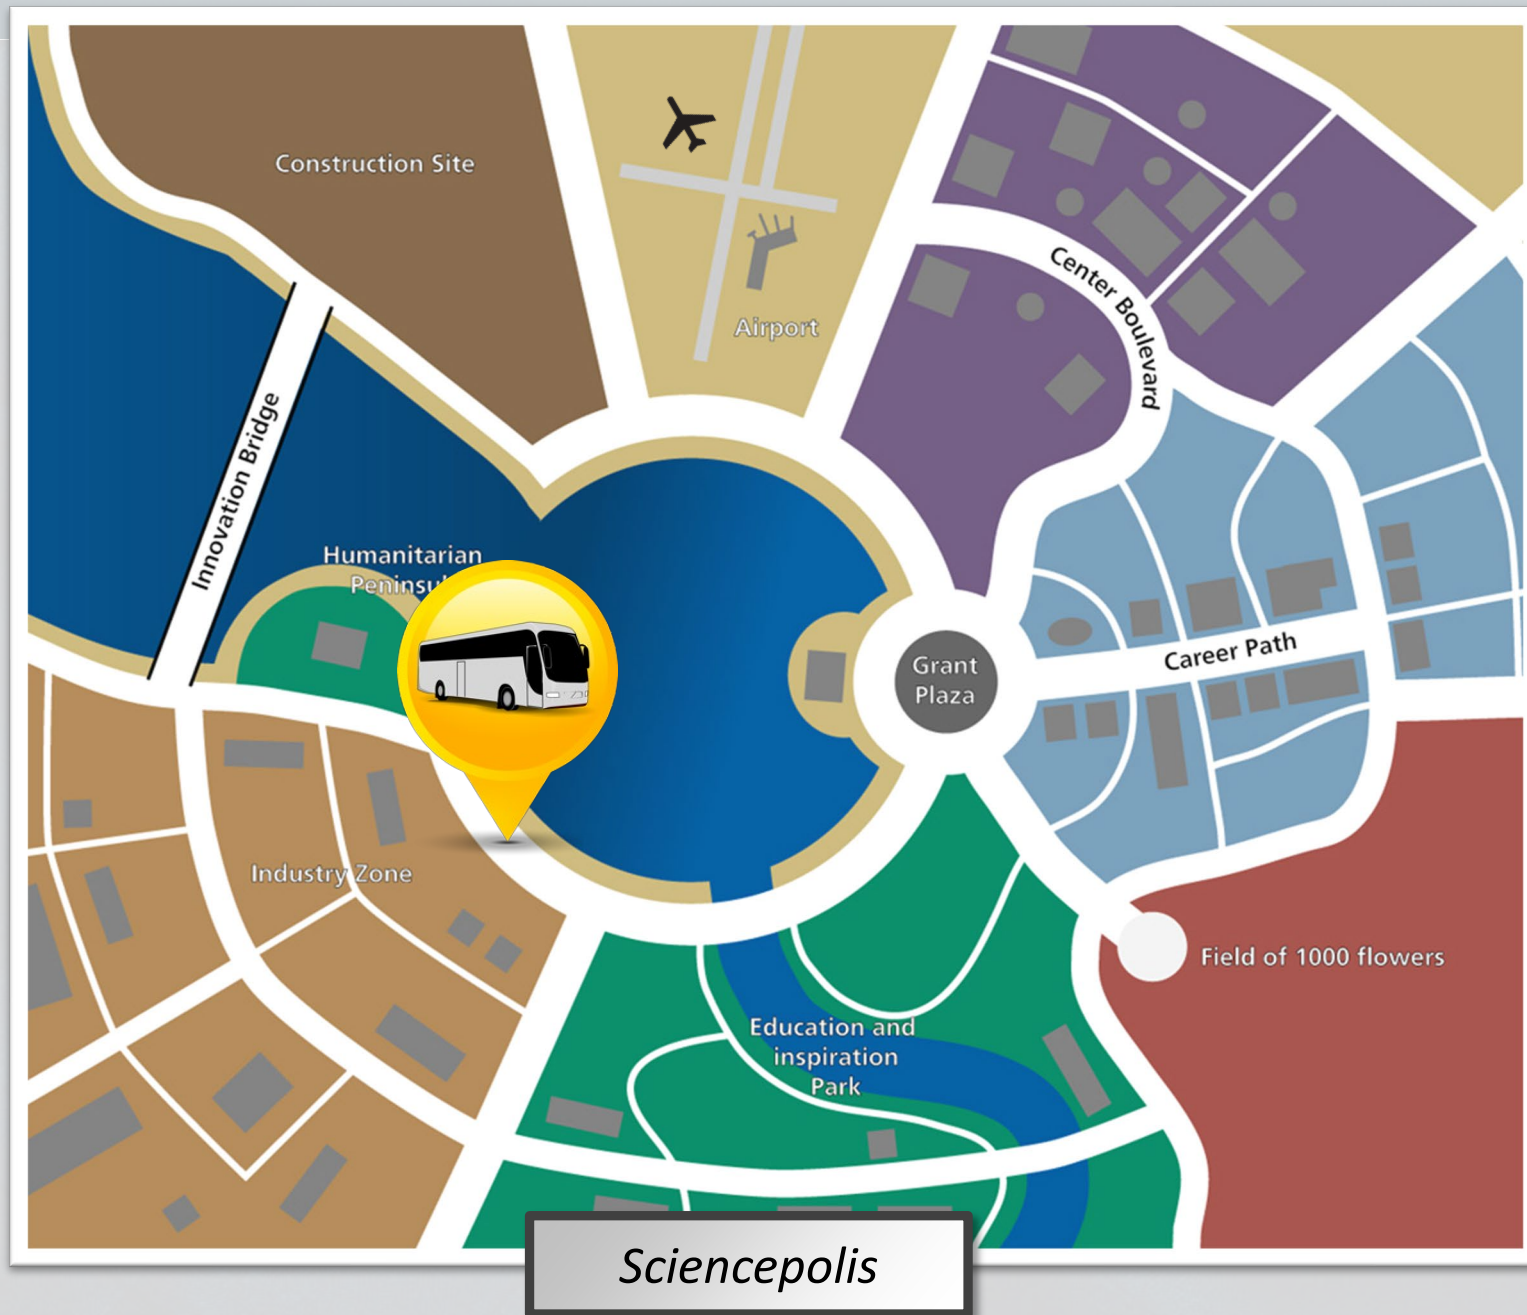 Construction Site
Airport
Center Boulevard
Innovation Bridge
Humanitarian
Grant
Plaza
Career Path
Industry Zone
Field of 1000 flowers
Education and
inspiration
Park
Sciencepolis